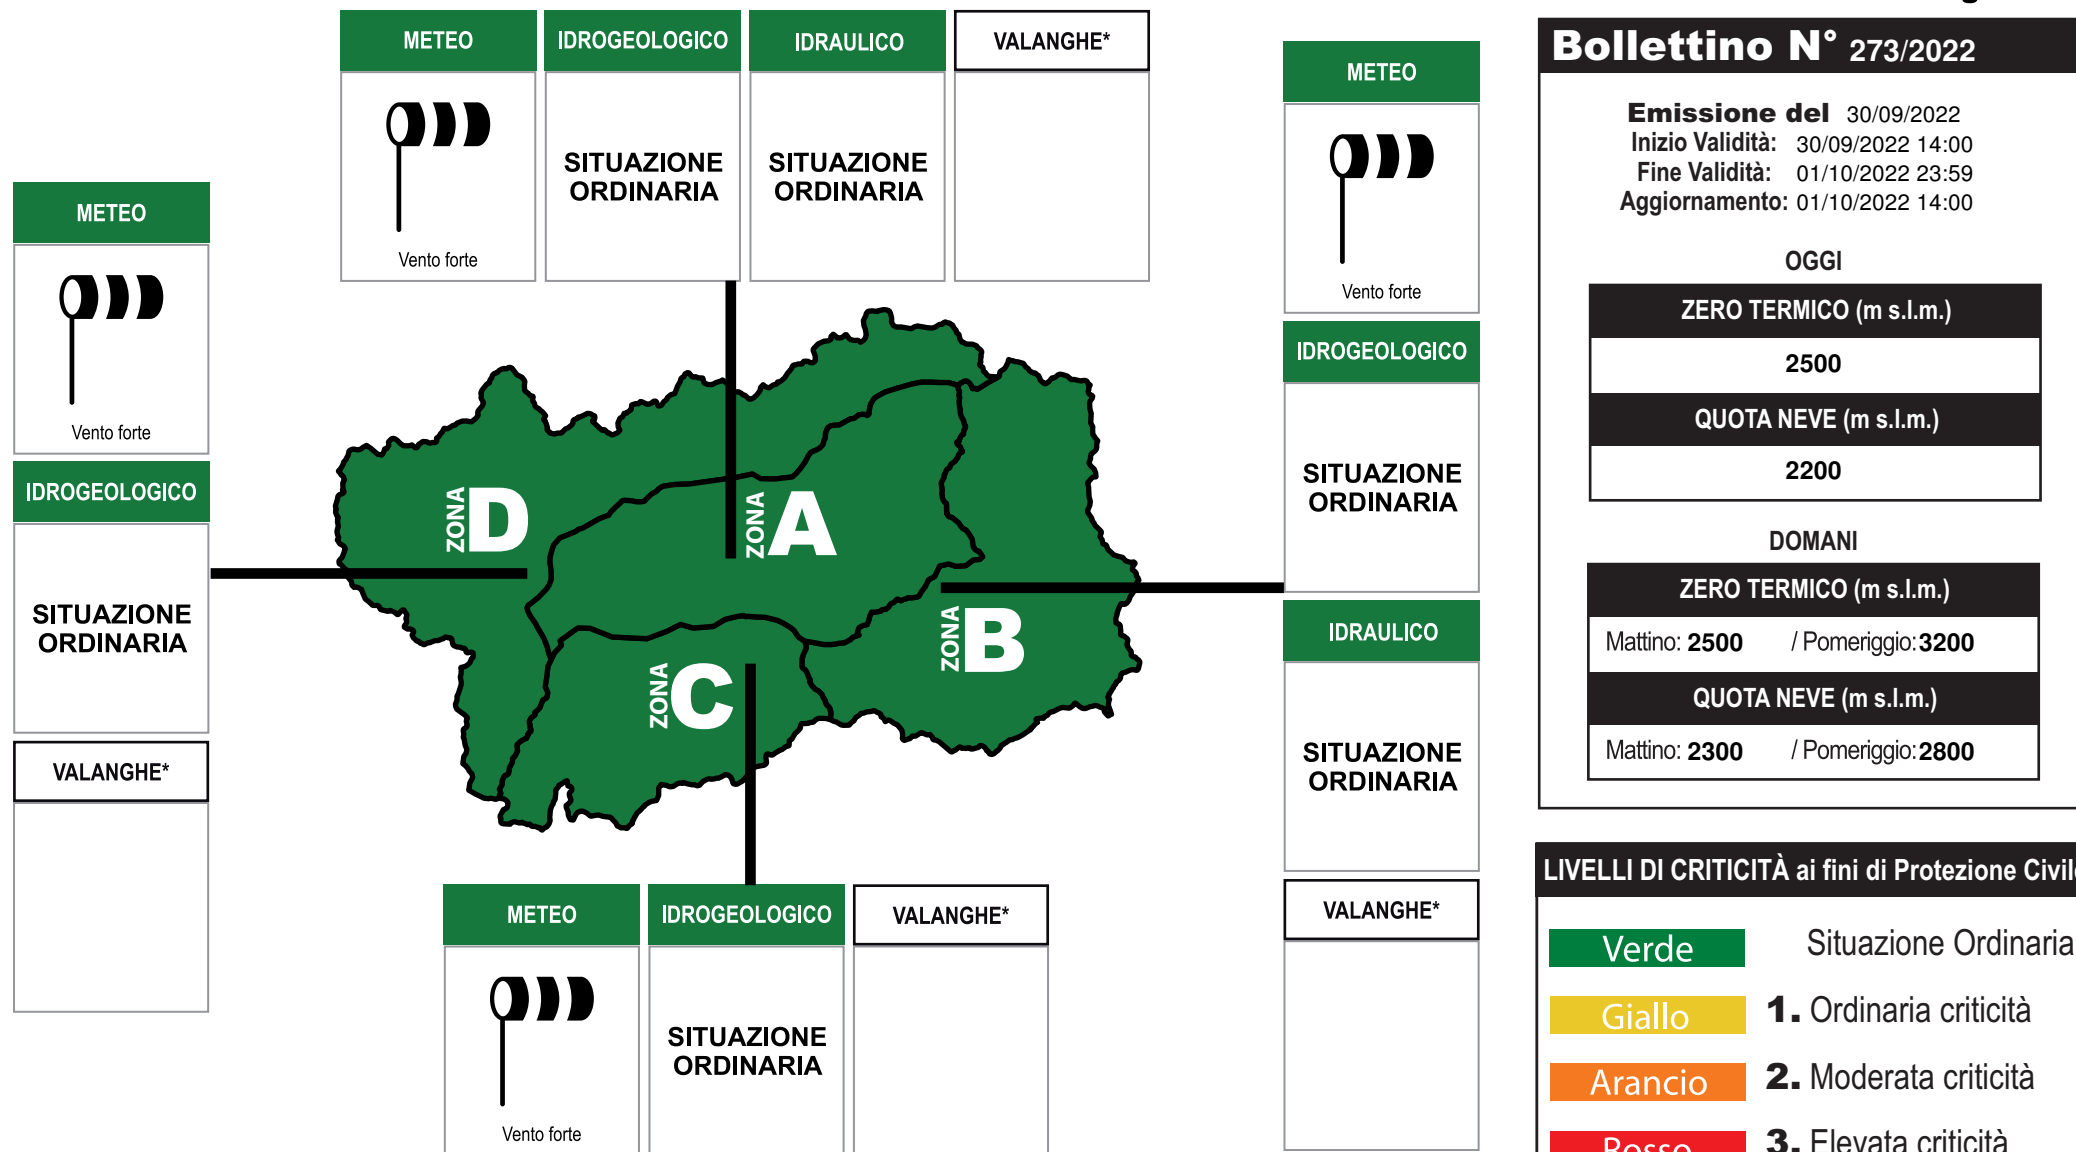 METEO
IDROGEOLOGICO
IDRAULICO
VALANGHE*
Vento forte
SITUAZIONE
ORDINARIA
SITUAZIONE
ORDINARIA
METEO
Vento forte
IDROGEOLOGICO
SITUAZIONE
ORDINARIA
VALANGHE*
ZONA D
ZONA A
ZONA B
ZONA C
METEO
Vento forte
IDROGEOLOGICO
SITUAZIONE
ORDINARIA
IDRAULICO
SITUAZIONE
ORDINARIA
VALANGHE*
METEO
IDROGEOLOGICO
VALANGHE*
Vento forte
SITUAZIONE
ORDINARIA
Bollettino N° 273/2022
Emissione del 30/09/2022
Inizio Validità: 30/09/2022 14:00
Fine Validità: 01/10/2022 23:59
Aggiornamento: 01/10/2022 14:00
OGGI
ZERO TERMICO (m s.l.m.)
2500
QUOTA NEVE (m s.l.m.)
2200
DOMANI
ZERO TERMICO (m s.l.m.)
Mattino: 2500 / Pomeriggio: 3200
QUOTA NEVE (m s.l.m.)
Mattino: 2300 / Pomeriggio: 2800
LIVELLI DI CRITICITÀ ai fini di Protezione Civile
Verde Situazione Ordinaria
Giallo 1. Ordinaria criticità
Arancio 2. Moderata criticità
Rosso 3. Elevata criticità